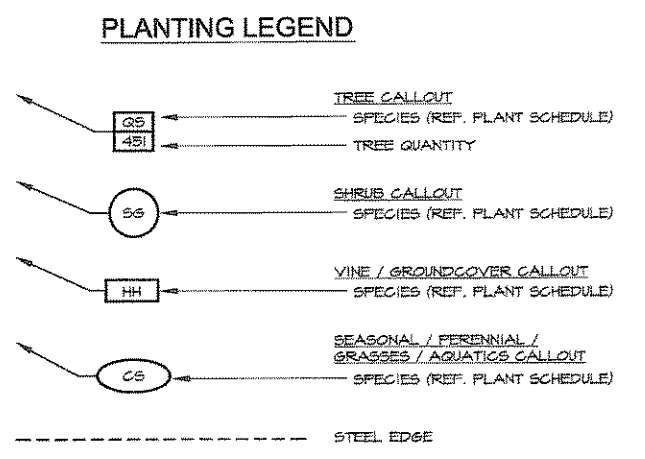 PLANTING LEGEND
TREE CALLOUT
QS
SPECIES (REF. PLANT SCHEDULE)
451
TREE QUANTITY
SHRUB CALLOUT
SG
SPECIES (REF. PLANT SCHEDULE)
VINE / GROUNDCOVER CALLOUT
HH
SPECIES (REF. PLANT SCHEDULE)
SEASONAL / PERENNIAL /
GRASSES / AQUATICS CALLOUT
CS
SPECIES (REF. PLANT SCHEDULE)
STEEL EDGE